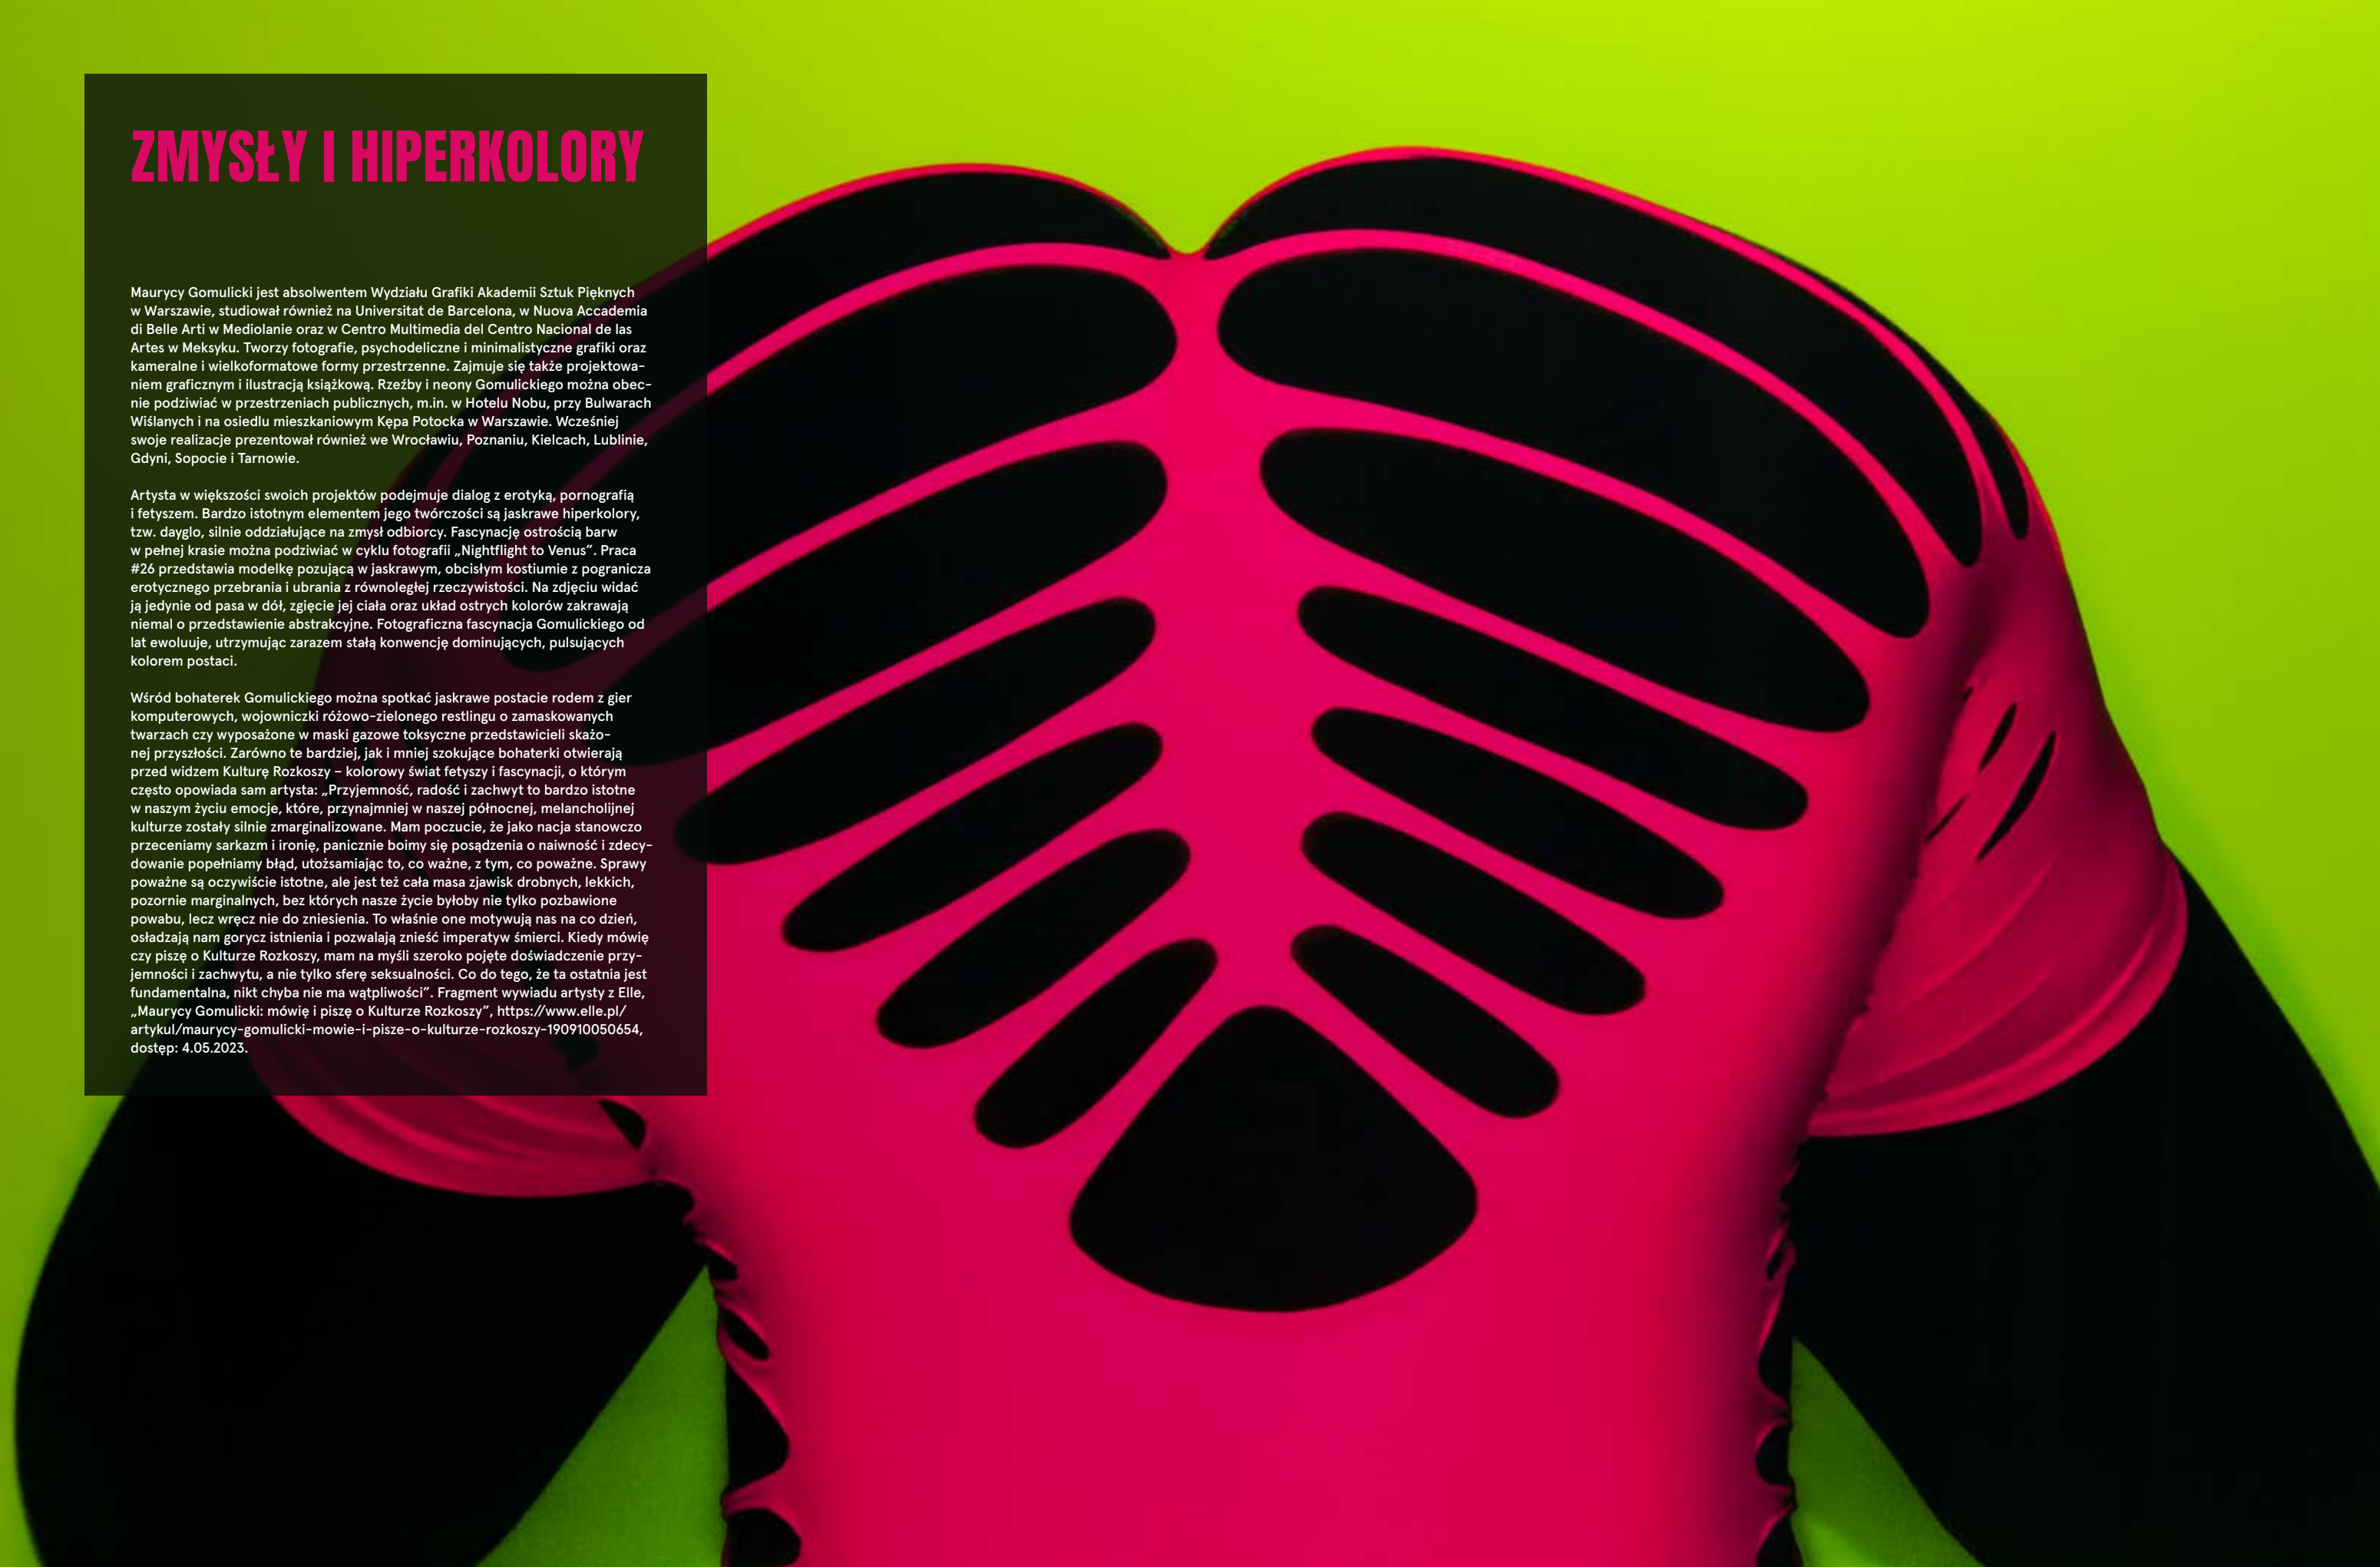 ZMYSŁY I HIPERKOLORY
Maurycy Gomulicki jest absolwentem Wydziału Grafiki Akademii Sztuk Pięknych
w Warszawie, studiował również na Universitat de Barcelona, w Nuova Accademia
di Belle Arti w Mediolanie oraz w Centro Multimedia del Centro Nacional de las
Artes w Meksyku. Tworzy fotografie, psychodeliczne i minimalistyczne grafiki oraz
kameralne i wielkoformatowe formy przestrzenne. Zajmuje się także projektowa-
niem graficznym i ilustracją książkową. Rzeźby i neony Gomulickiego można obec-
nie podziwiać w przestrzeniach publicznych, m.in. w Hotelu Nobu, przy Bulwarach
Wiślanych i na osiedlu mieszkaniowym Kępa Potocka w Warszawie. Wcześniej
swoje realizacje prezentował również we Wrocławiu, Poznaniu, Kielcach, Lublinie,
Gdyni, Sopocie i Tarnowie.
Artysta w większości swoich projektów podejmuje dialog z erotyką, pornografią
i fetyszem. Bardzo istotnym elementem jego twórczości są jaskrawe hiperkolory,
tzw. dayglo, silnie oddziałujące na zmysł odbiorcy. Fascynację ostrością barw
w pełnej krasie można podziwiać w cyklu fotografii „Nightflight to Venus”. Praca
#26 przedstawia modelkę pozującą w jaskrawym, obcisłym kostiumie z pogranicza
erotycznego przebrania i ubrania z równoległej rzeczywistości. Na zdjęciu widać
ją jedynie od pasa w dół, zgięcie jej ciała oraz układ ostrych kolorów zakrawają
niemal o przedstawienie abstrakcyjne. Fotograficzna fascynacja Gomulickiego od
lat ewoluuje, utrzymując zarazem stałą konwencję dominujących, pulsujących
kolorem postaci.
Wśród bohaterek Gomulickiego można spotkać jaskrawe postacie rodem z gier
komputerowych, wojowniczki różowo-zielonego restlingu o zamaskowanych
twarzach czy wyposażone w maski gazowe toksyczne przedstawicieli skażo-
nej przyszłości. Zarówno te bardziej, jak i mniej szokujące bohaterki otwierają
przed widzem Kulturę Rozkoszy – kolorowy świat fetyszy i fascynacji, o którym
często opowiada sam artysta: „Przyjemność, radość i zachwyt to bardzo istotne
w naszym życiu emocje, które, przynajmniej w naszej północnej, melancholijnej
kulturze zostały silnie zmarginalizowane. Mam poczucie, że jako nacja stanowczo
przeceniamy sarkazm i ironię, panicznie boimy się posądzenia o naiwność i zdecy-
dowanie popełniamy błąd, utożsamiając to, co ważne, z tym, co poważne. Sprawy
poważne są oczywiście istotne, ale jest też cała masa zjawisk drobnych, lekkich,
pozornie marginalnych, bez których nasze życie byłoby nie tylko pozbawione
powabu, lecz wręcz nie do zniesienia. To właśnie one motywują nas na co dzień,
osładzają nam gorycz istnienia i pozwalają znieść imperatyw śmierci. Kiedy mówię
czy piszę o Kulturze Rozkoszy, mam na myśli szeroko pojęte doświadczenie przy-
jemności i zachwytu, a nie tylko sferę seksualności. Co do tego, że ta ostatnia jest
fundamentalna, nikt chyba nie ma wątpliwości”. Fragment wywiadu artysty z Elle,
„Maurycy Gomulicki: mówię i piszę o Kulturze Rozkoszy”, https://www.elle.pl/
artykul/maurycy-gomulicki-mowie-i-pisze-o-kulturze-rozkoszy-190910050654,
dostęp: 4.05.2023.